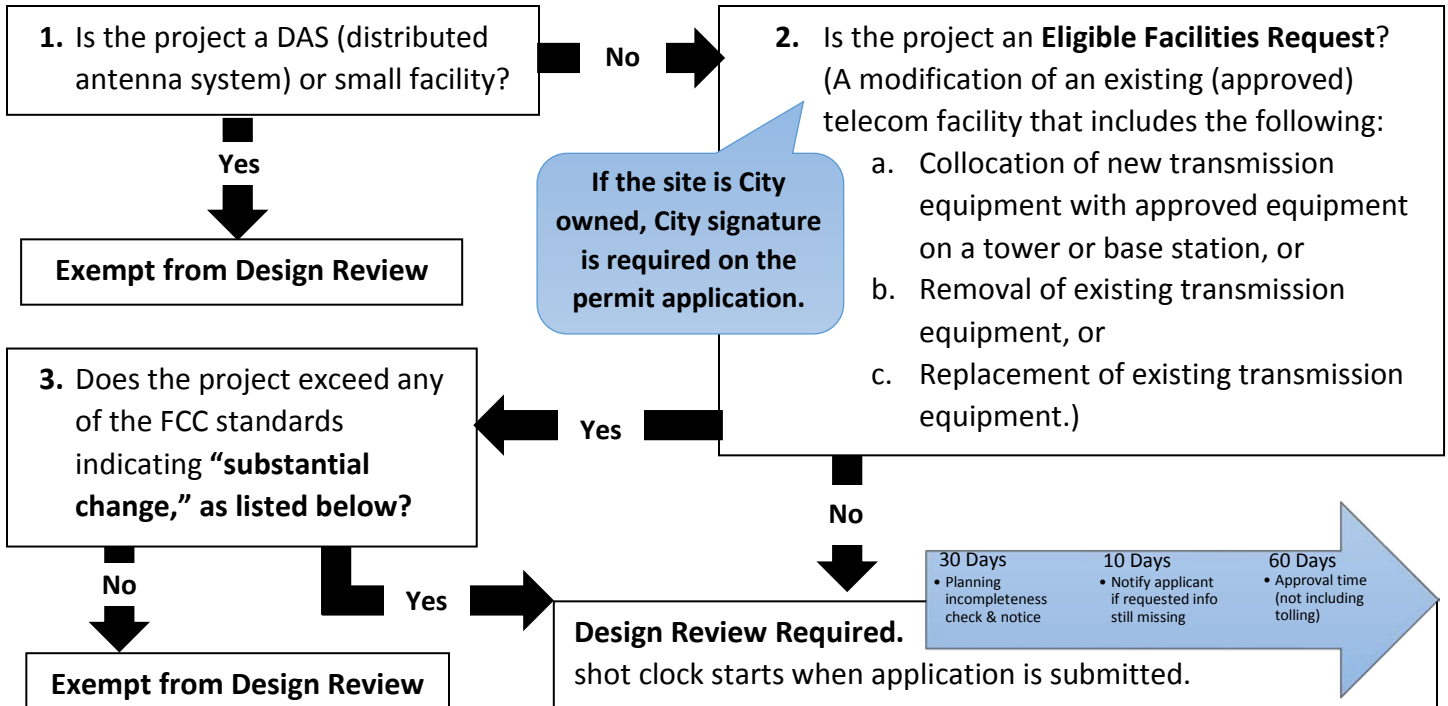 1. Is the project a DAS (distributed
antenna system) or small facility?
No
2. Is the project an Eligible Facilities Request?
(A modification of an existing (approved)
telecom facility that includes the following:
a. Collocation of new transmission
equipment with approved equipment
on a tower or base station, or
b. Removal of existing transmission
equipment, or
c. Replacement of existing transmission
equipment.)
Yes
If the site is City
owned, City signature
is required on the
permit application.
Exempt from Design Review
3. Does the project exceed any
of the FCC standards
indicating “substantial
change,” as listed below?
Yes
No
No
Yes
30 Days
• Planning
incompleteness
check & notice
10 Days
• Notify applicant
if requested info
still missing
60 Days
• Approval time
(not including
tolling)
Design Review Required.
shot clock starts when application is submitted.
Exempt from Design Review